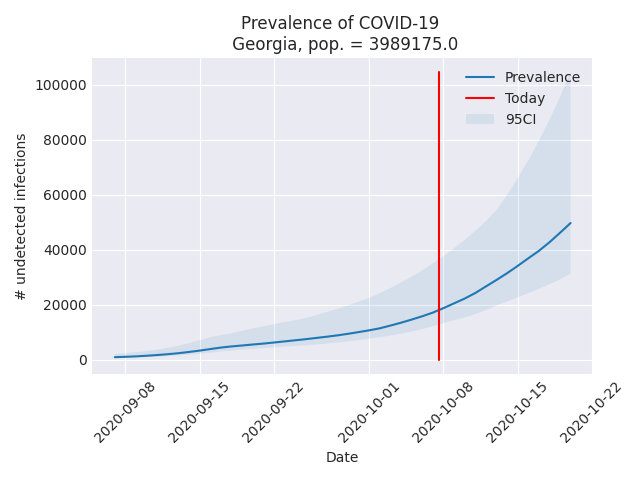 Prevalence of COVID-19
Georgia, pop. = 3989175.0
# undetected infections
100000
80000
60000
40000
20000
0
Prevalence
Today
95CI
2020-09-08
2020-09-15
2020-09-22
2020-10-01
2020-10-08
2020-10-15
2020-10-22
Date